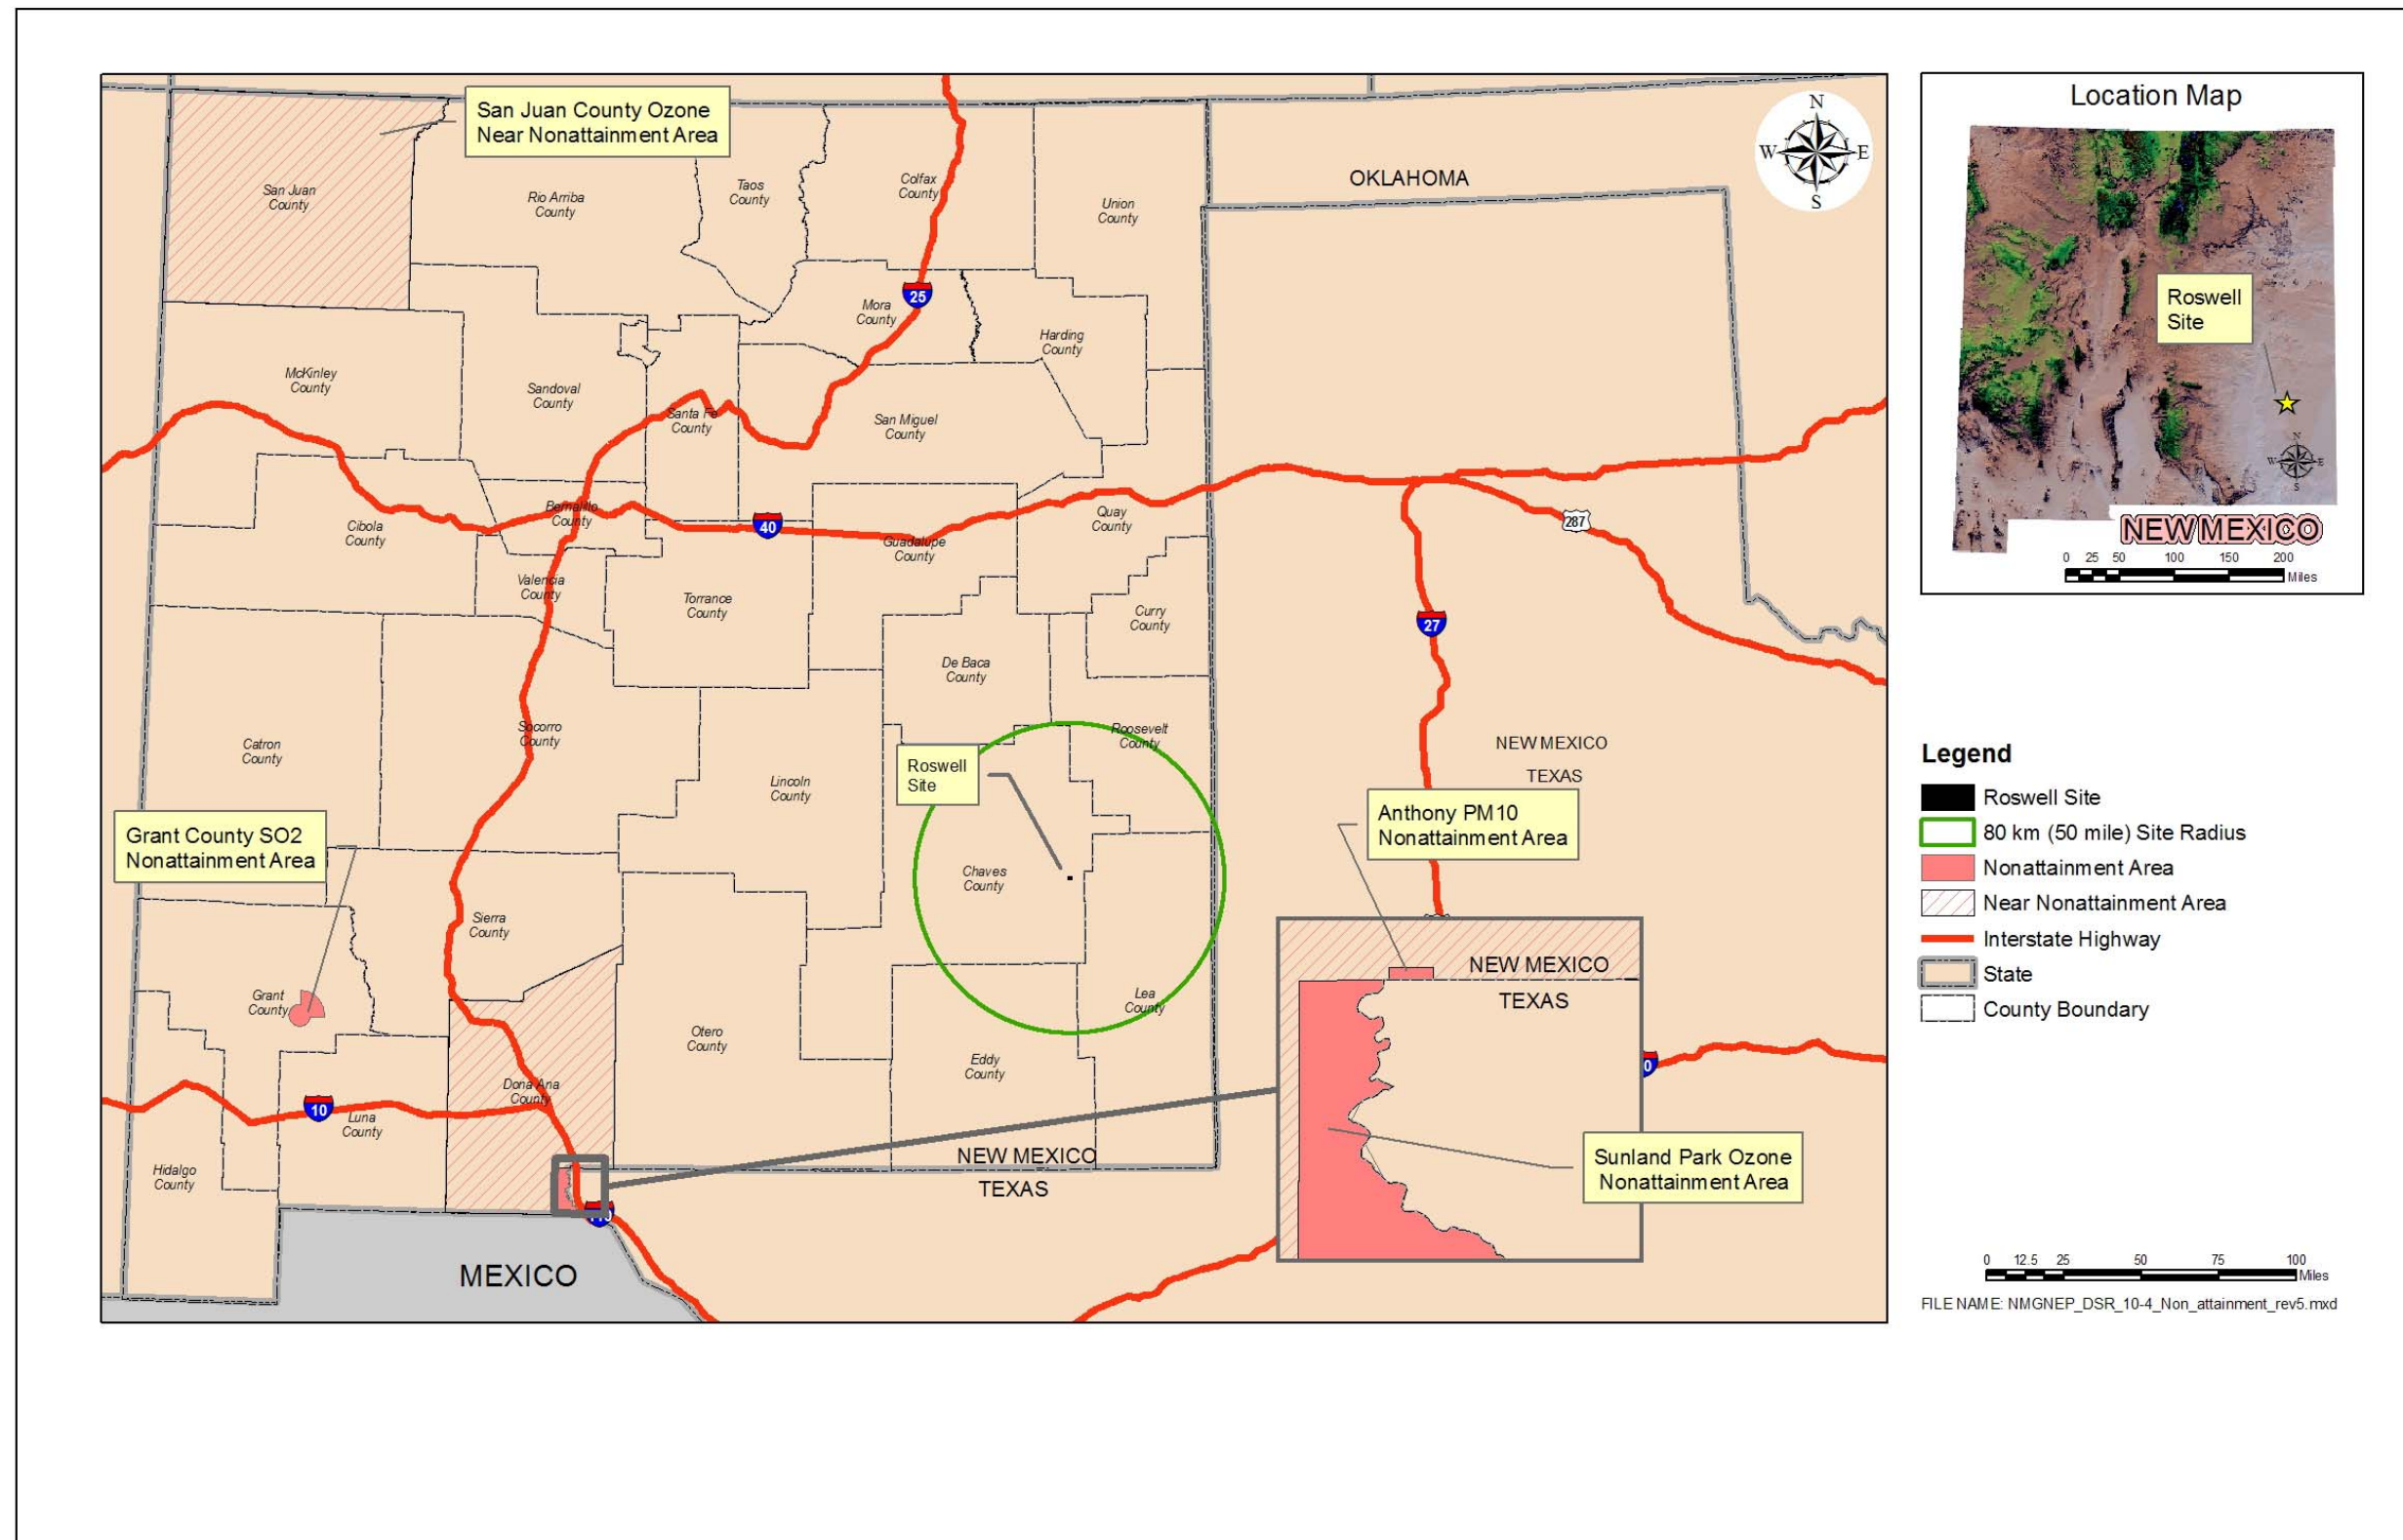 San Juan County Ozone
Near Nonattainment Area
N
W
E
S
OKLAHOMA
San Juan
County
Rio Arriba
County
Taos
County
Colfax
County
Union
County
25
Mora
County
Harding
County
McKinley
County
Sandoval
County
Santa Fe
County
San Miguel
County
Cibola
County
Bernalillo
County
40
Guadalupe
County
Quay
County
287
Valencia
County
Torrance
County
Curry
County
27
De Baca
County
Catron
County
Socorro
County
Lincoln
County
Roosevelt
County
Roswell
Site
NEW MEXICO
TEXAS
Grant County SO2
Nonattainment Area
Anthony PM10
Nonattainment Area
Chaves
County
Sierra
County
Grant
County
Otero
County
Lea
County
Eddy
County
NEW MEXICO
TEXAS
Dona Ana
County
10
Luna
County
Hidalgo
County
NEW MEXICO
TEXAS
Sunland Park Ozone
Nonattainment Area
MEXICO
Location Map
Roswell
Site
N
W
E
S
NEW MEXICO
0 25 50 100 150 200
Miles
Legend
Roswell Site
80 km (50 mile) Site Radius
Nonattainment Area
Near Nonattainment Area
Interstate Highway
State
County Boundary
0 12.5 25 50 75 100
Miles
FILE NAME: NMGNEP_DSR_10-4_Non_attainment_rev5.mxd